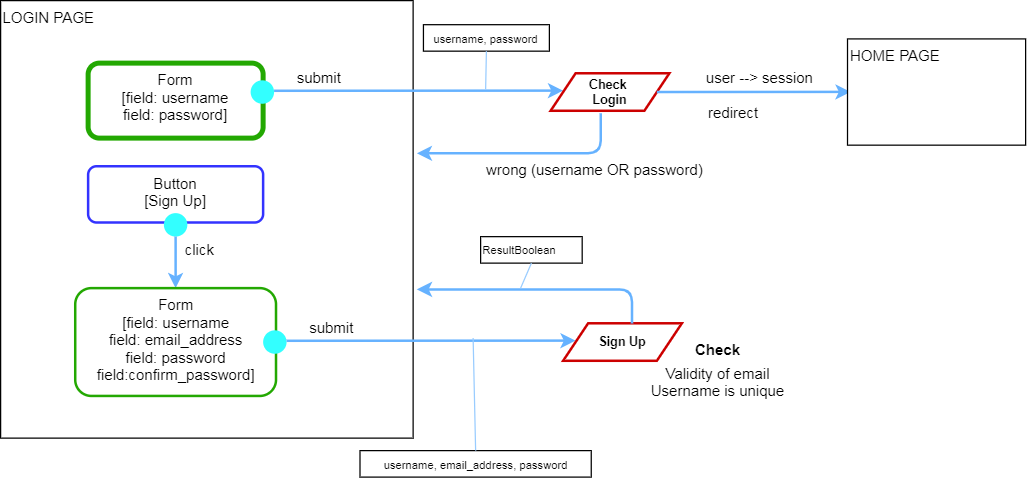 LOGIN PAGE
Form
[field: username
field: password]
submit
username, password
Check
Login
user --> session
redirect
HOME PAGE
wrong (username OR password)
Button
[Sign Up]
click
ResultBoolean
Form
[field: username
field: email_address
field: password
field:confirm_password]
submit
Sign Up
Check
Validity of email
Username is unique
username, email_address, password